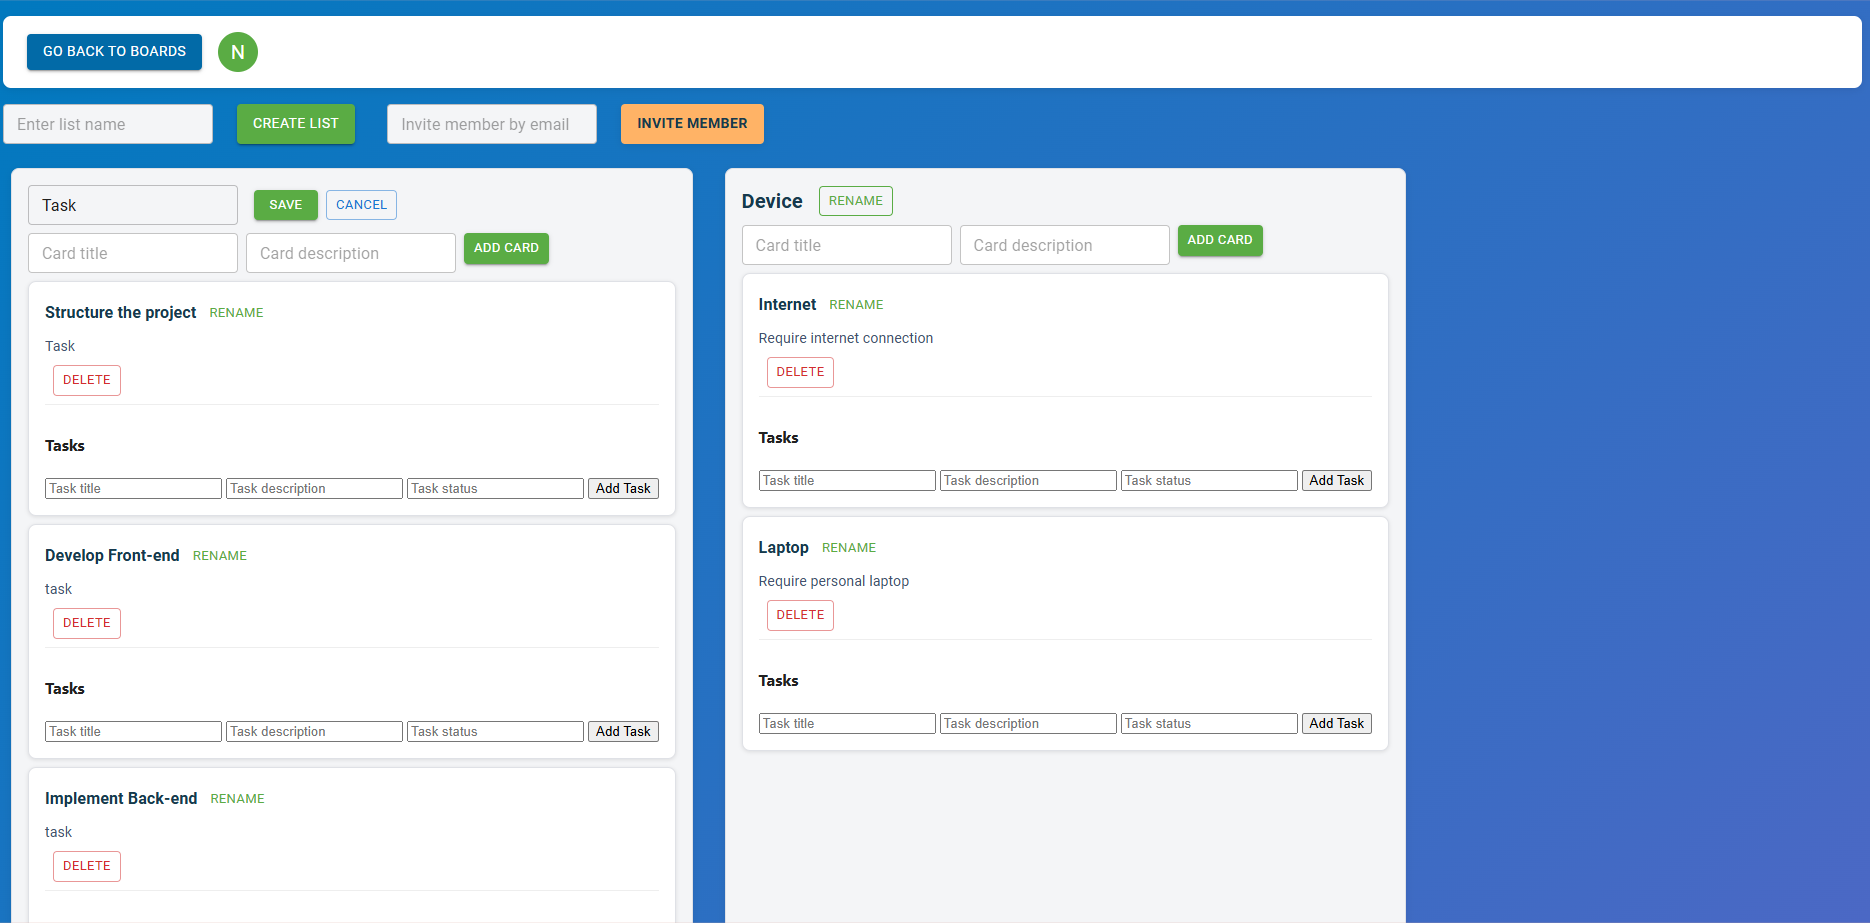 GO BACK TO BOARDS N
Enter list name CREATE LIST Invite member by email INVITE MEMBER
Task SAVE CANCEL
Card title Card description ADD CARD
Structure the project RENAME
Task
DELETE
Tasks
Task title Task description Task status Add Task
Develop Front-end RENAME
task
DELETE
Tasks
Task title Task description Task status Add Task
Implement Back-end RENAME
task
DELETE
Device RENAME
Card title Card description ADD CARD
Internet RENAME
Require internet connection
DELETE
Tasks
Task title Task description Task status Add Task
Laptop RENAME
Require personal laptop
DELETE
Tasks
Task title Task description Task status Add Task